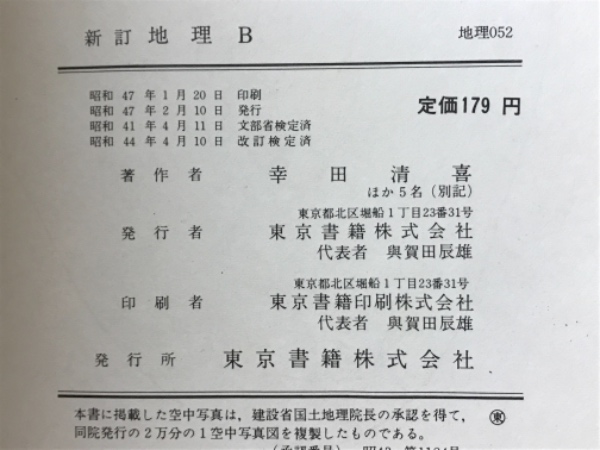 新訂 地理 B
地理052
昭和 47 年 1 月 20 日 印刷
昭和 47 年 2 月 10 日 発行
昭和 41 年 4 月 11 日 文部省検定済
昭和 44 年 4 月 10 日 改訂検定済
定価179 円
著作者 幸田清喜
ほか5名(別記)
東京都北区堀船1丁目23番31号
発行者 東京書籍株式会社
代表者 與賀田辰雄
東京都北区堀船1丁目23番31号
印刷者 東京書籍印刷株式会社
代表者 與賀田辰雄
発行所 東京書籍株式会社
本書に掲載した空中写真は,建設省国土地理院長の承認を得て,
同院発行の2万分の1空中写真図を複製したものである。
東